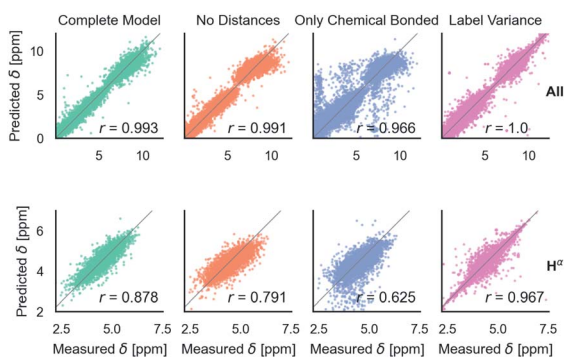 Complete Model No Distances Only Chemical Bonded Label Variance
Predicted δ [ppm]
10
5
0
r = 0.993
r = 0.991
r = 0.966
r = 1.0
All
5 10 5 10 5 10 5 10
Predicted δ [ppm]
6
4
2
r = 0.878
r = 0.791
r = 0.625
r = 0.967
Hα
2.5 5.0 7.5 2.5 5.0 7.5 2.5 5.0 7.5 2.5 5.0 7.5
Measured δ [ppm] Measured δ [ppm] Measured δ [ppm] Measured δ [ppm]